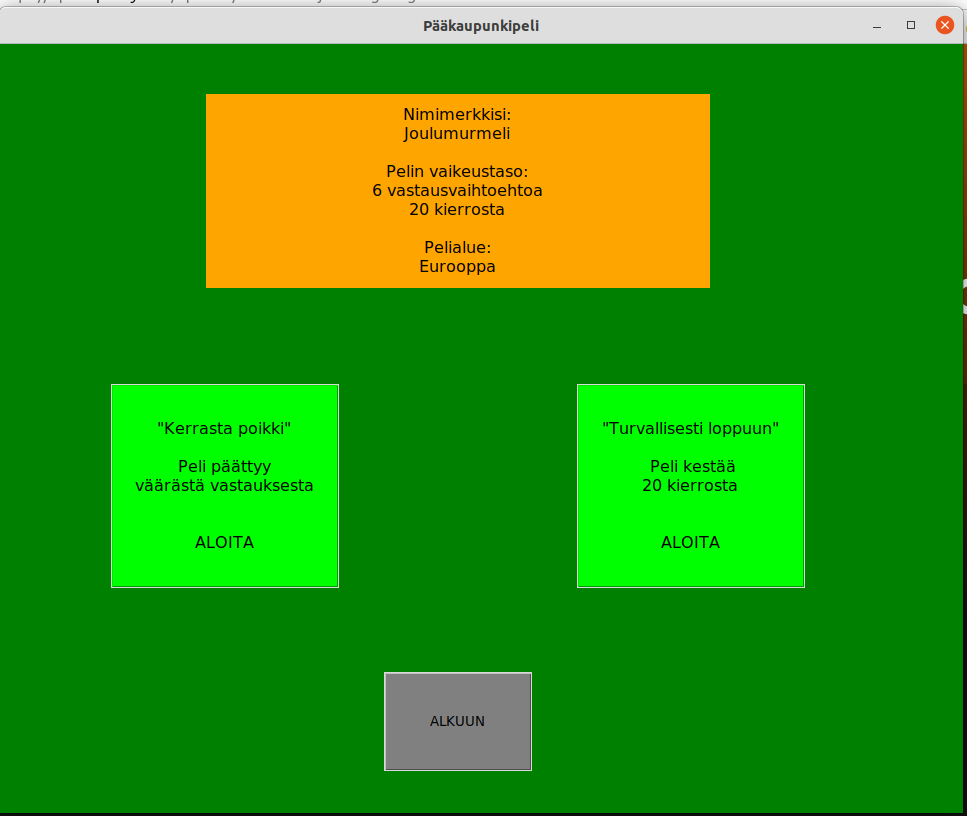 Pääkaupunkipeli
Nimimerkkisi:
Joulumurmeli
Pelin vaikeustaso:
6 vastausvaihtoehtoa
20 kierrosta
Pelialue:
Eurooppa
"Kerrasta poikki"
Peli päättyy
väärästä vastauksesta
ALOITA
"Turvallisesti loppuun"
Peli kestää
20 kierrosta
ALOITA
ALKUUN